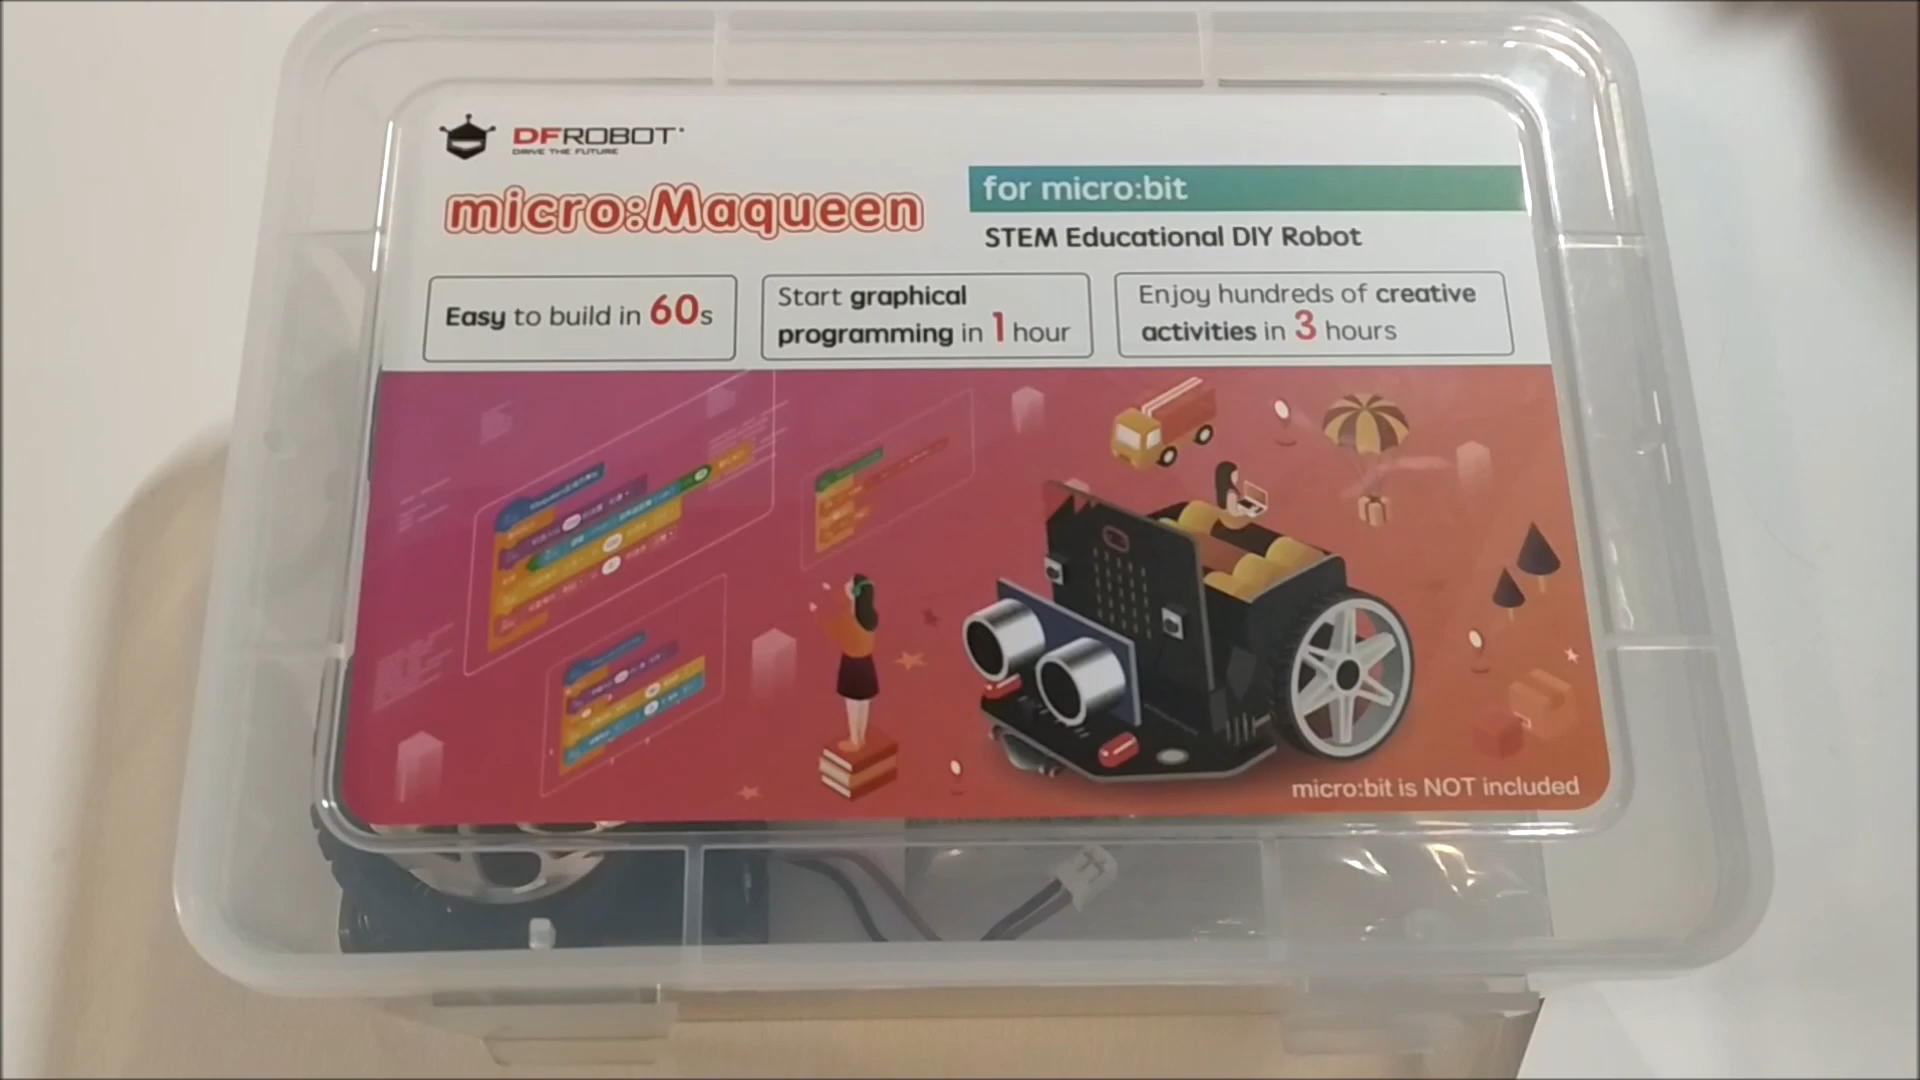 DFROBOT
DRIVE THE FUTURE
micro:Maqueen
for micro:bit
STEM Educational DIY Robot
Easy to build in 60s
Start graphical
programming in 1 hour
Enjoy hundreds of creative
activities in 3 hours
micro:bit is NOT included